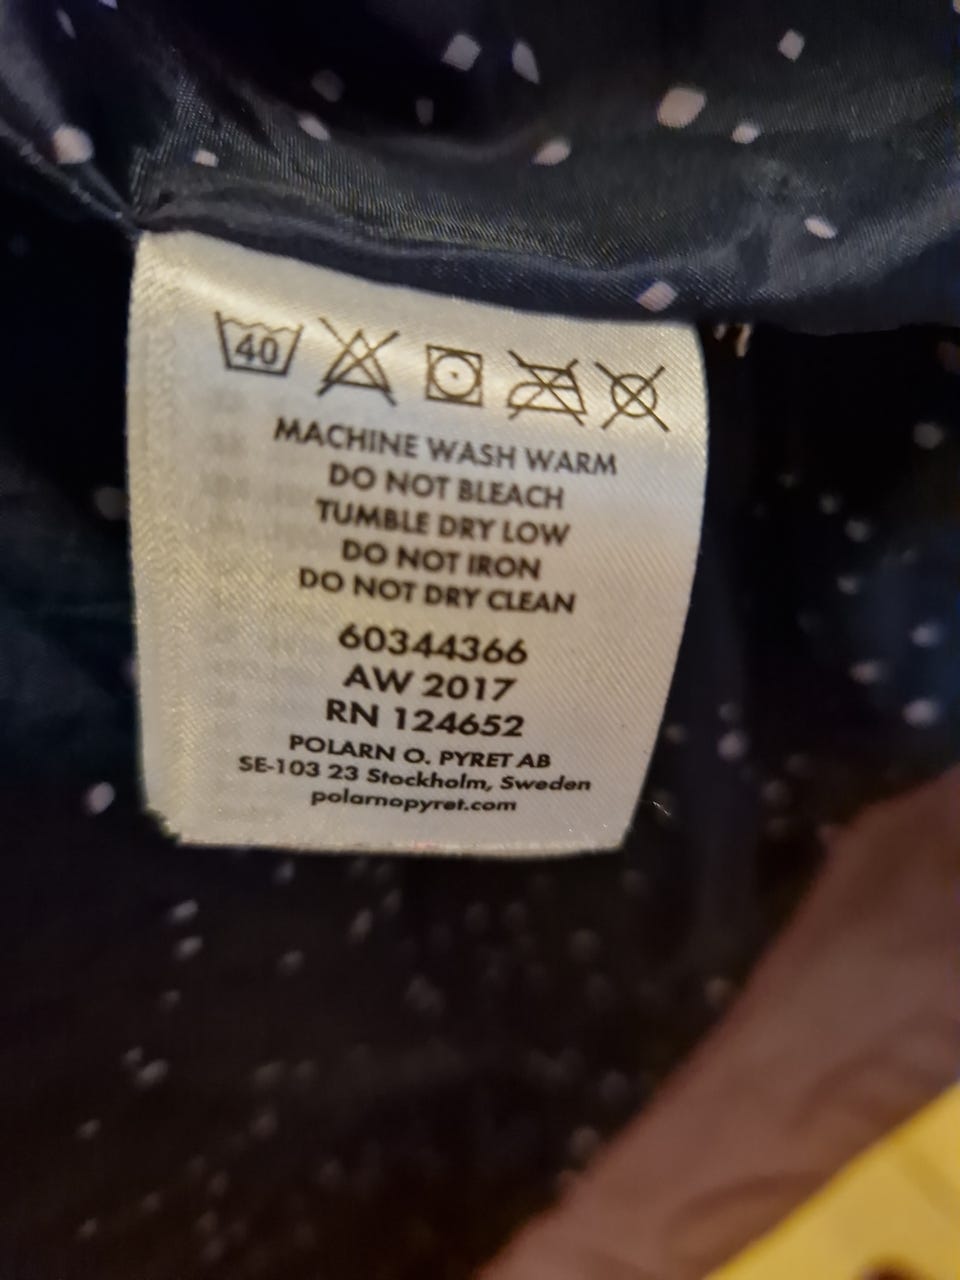 40
MACHINE WASH WARM
DO NOT BLEACH
TUMBLE DRY LOW
DO NOT IRON
DO NOT DRY CLEAN
60344366
AW 2017
RN 124652
POLARN O. PYRET AB
SE-103 23 Stockholm, Sweden
polarnopyret.com